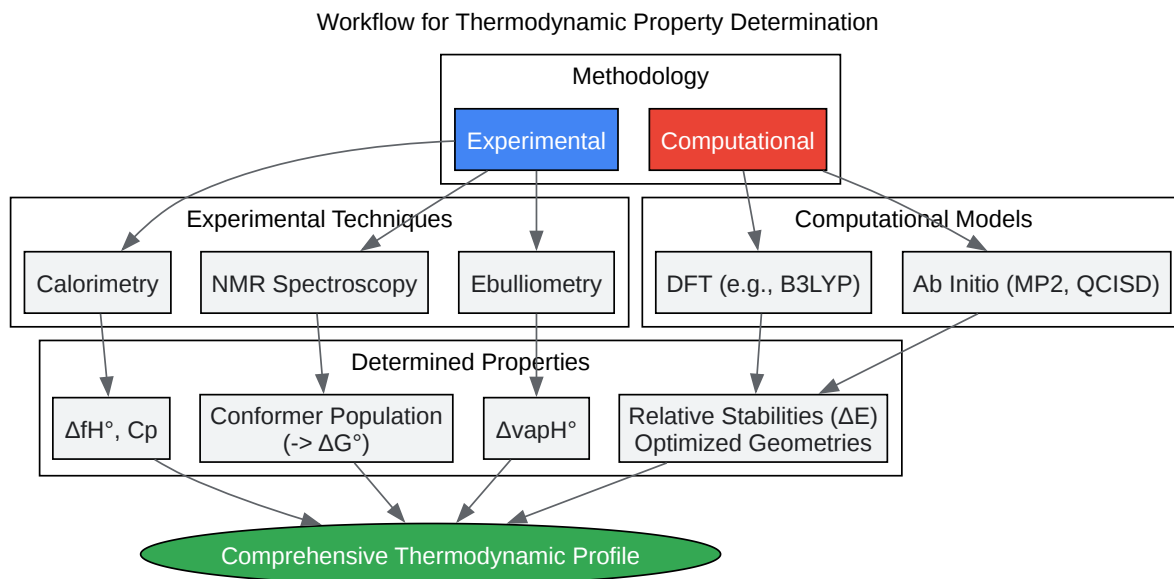 Workflow for Thermodynamic Property Determination
Methodology
Experimental
Computational
Experimental Techniques
Computational Models
Calorimetry
NMR Spectroscopy
Ebulliometry
DFT (e.g., B3LYP)
Ab Initio (MP2, QCISD)
Determined Properties
ΔfH°, Cp
Conformer Population
(-> ΔG°)
ΔvapH°
Relative Stabilities (ΔE)
Optimized Geometries
Comprehensive Thermodynamic Profile